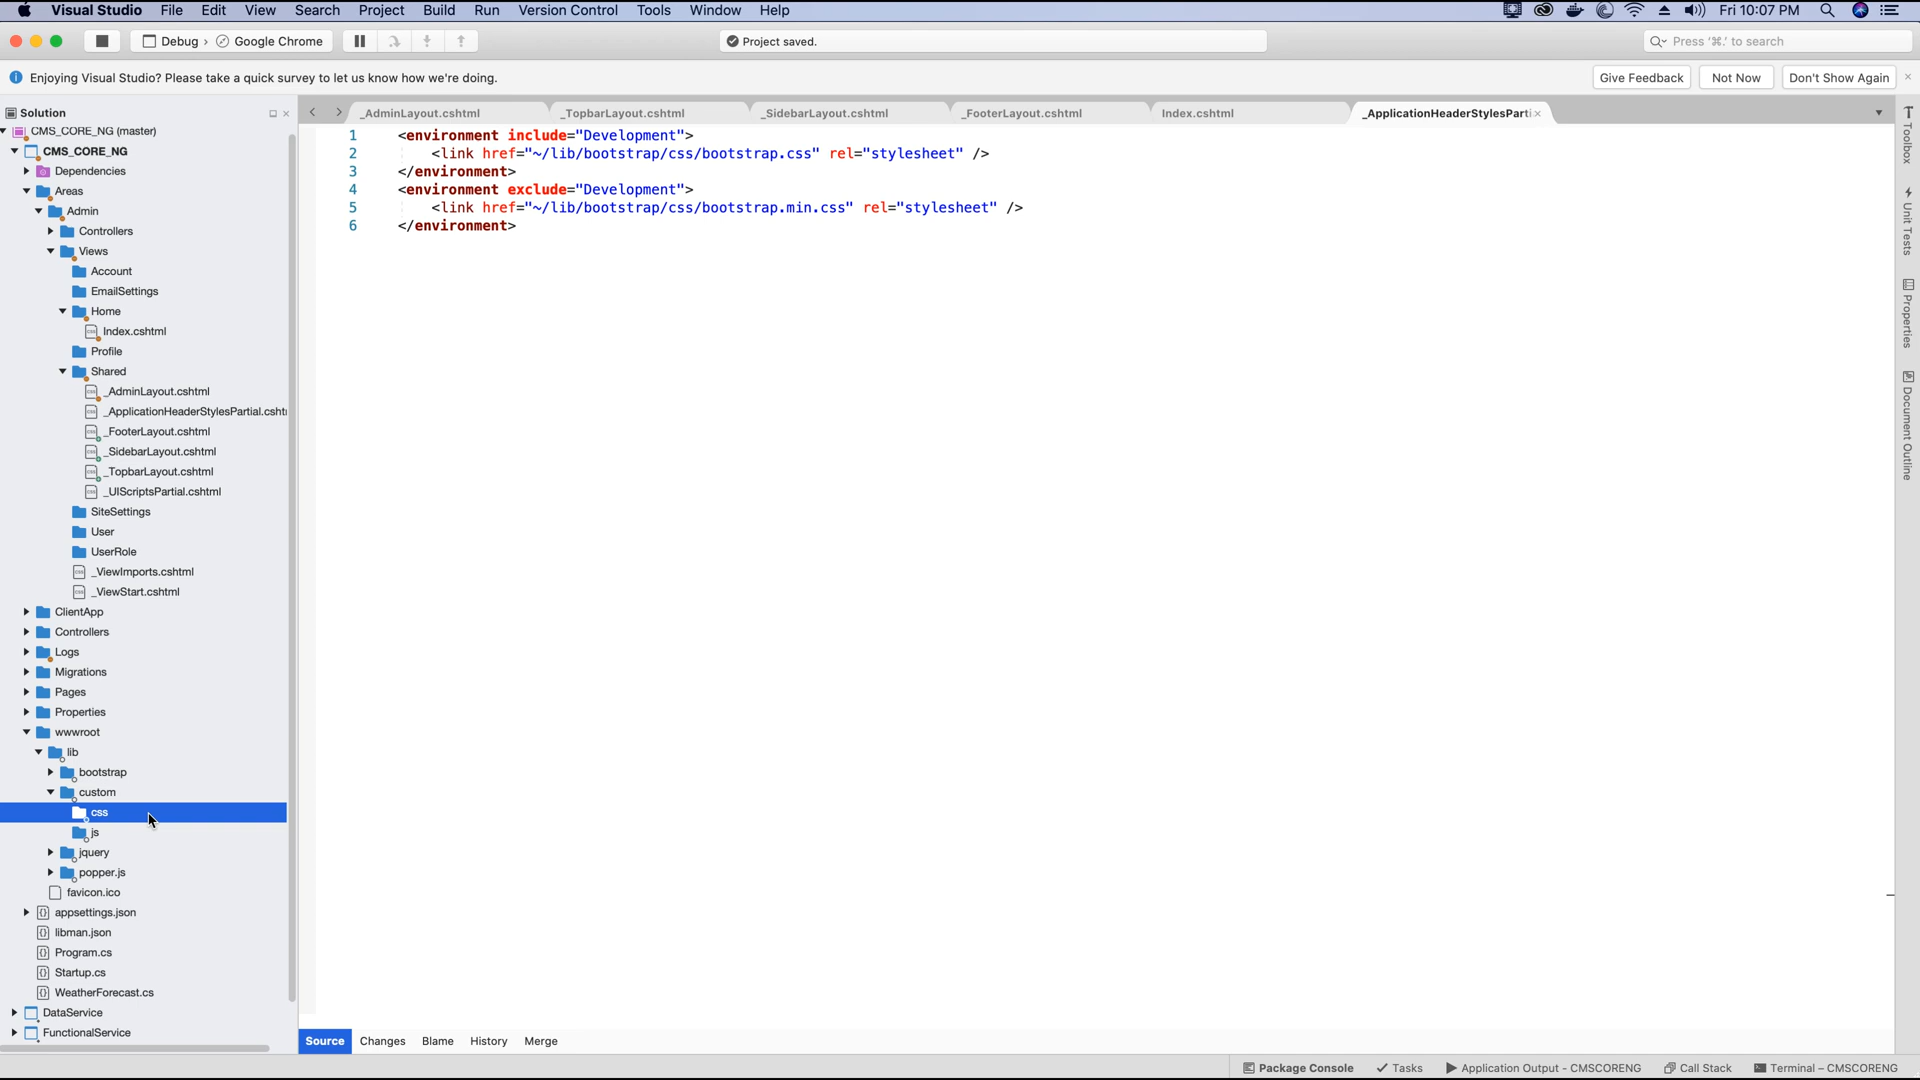 Visual Studio File Edit View Search Project Build Run Version Control Tools Window Help Fri 10:07 PM
Debug › Google Chrome
Project saved.
Press ‘⌘.’ to search
Enjoying Visual Studio? Please take a quick survey to let us know how we're doing.
Give Feedback Not Now Don't Show Again
Solution
_AdminLayout.cshtml _TopbarLayout.cshtml _SidebarLayout.cshtml _FooterLayout.cshtml Index.cshtml _ApplicationHeaderStylesParti
CMS_CORE_NG (master)
CMS_CORE_NG
Dependencies
Areas
Admin
Controllers
Views
Account
EmailSettings
Home
Index.cshtml
Profile
Shared
_AdminLayout.cshtml
_ApplicationHeaderStylesPartial.csht
_FooterLayout.cshtml
_SidebarLayout.cshtml
_TopbarLayout.cshtml
_UIScriptsPartial.cshtml
SiteSettings
User
UserRole
_ViewImports.cshtml
_ViewStart.cshtml
ClientApp
Controllers
Logs
Migrations
Pages
Properties
wwwroot
lib
bootstrap
custom
css
js
jquery
popper.js
favicon.ico
appsettings.json
libman.json
Program.cs
Startup.cs
WeatherForecast.cs
DataService
FunctionalService
1 <environment include="Development">
2 <link href="~/lib/bootstrap/css/bootstrap.css" rel="stylesheet" />
3 </environment>
4 <environment exclude="Development">
5 <link href="~/lib/bootstrap/css/bootstrap.min.css" rel="stylesheet" />
6 </environment>
Toolbox
Unit Tests
Properties
Document Outline
Source Changes Blame History Merge
Package Console Tasks Application Output - CMSCORENG Call Stack Terminal – CMSCORENG